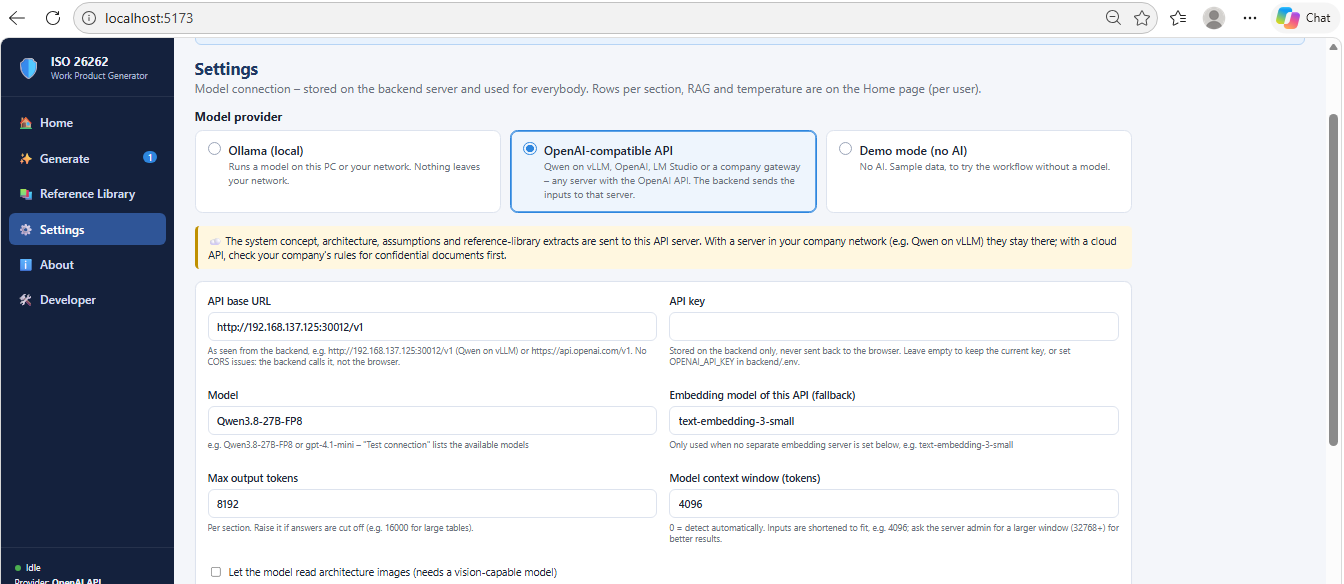 localhost:5173
Chat
ISO 26262
Work Product Generator
Home
Generate
1
Reference Library
Settings
About
Developer
Idle
Provider: OpenAI API
Settings
Model connection – stored on the backend server and used for everybody. Rows per section, RAG and temperature are on the Home page (per user).
Model provider
Ollama (local)
Runs a model on this PC or your network. Nothing leaves
your network.
OpenAI-compatible API
Qwen on vLLM, OpenAI, LM Studio or a company gateway
– any server with the OpenAI API. The backend sends the
inputs to that server.
Demo mode (no AI)
No AI. Sample data, to try the workflow without a model.
The system concept, architecture, assumptions and reference-library extracts are sent to this API server. With a server in your company network (e.g. Qwen on vLLM) they stay there; with a cloud
API, check your company's rules for confidential documents first.
API base URL
http://192.168.137.125:30012/v1
As seen from the backend, e.g. http://192.168.137.125:30012/v1 (Qwen on vLLM) or https://api.openai.com/v1. No
CORS issues: the backend calls it, not the browser.
API key
Stored on the backend only, never sent back to the browser. Leave empty to keep the current key, or set
OPENAI_API_KEY in backend/.env.
Model
Qwen3.8-27B-FP8
e.g. Qwen3.8-27B-FP8 or gpt-4.1-mini – "Test connection" lists the available models
Embedding model of this API (fallback)
text-embedding-3-small
Only used when no separate embedding server is set below, e.g. text-embedding-3-small
Max output tokens
8192
Per section. Raise it if answers are cut off (e.g. 16000 for large tables).
Model context window (tokens)
4096
0 = detect automatically. Inputs are shortened to fit, e.g. 4096; ask the server admin for a larger window (32768+) for
better results.
Let the model read architecture images (needs a vision-capable model)